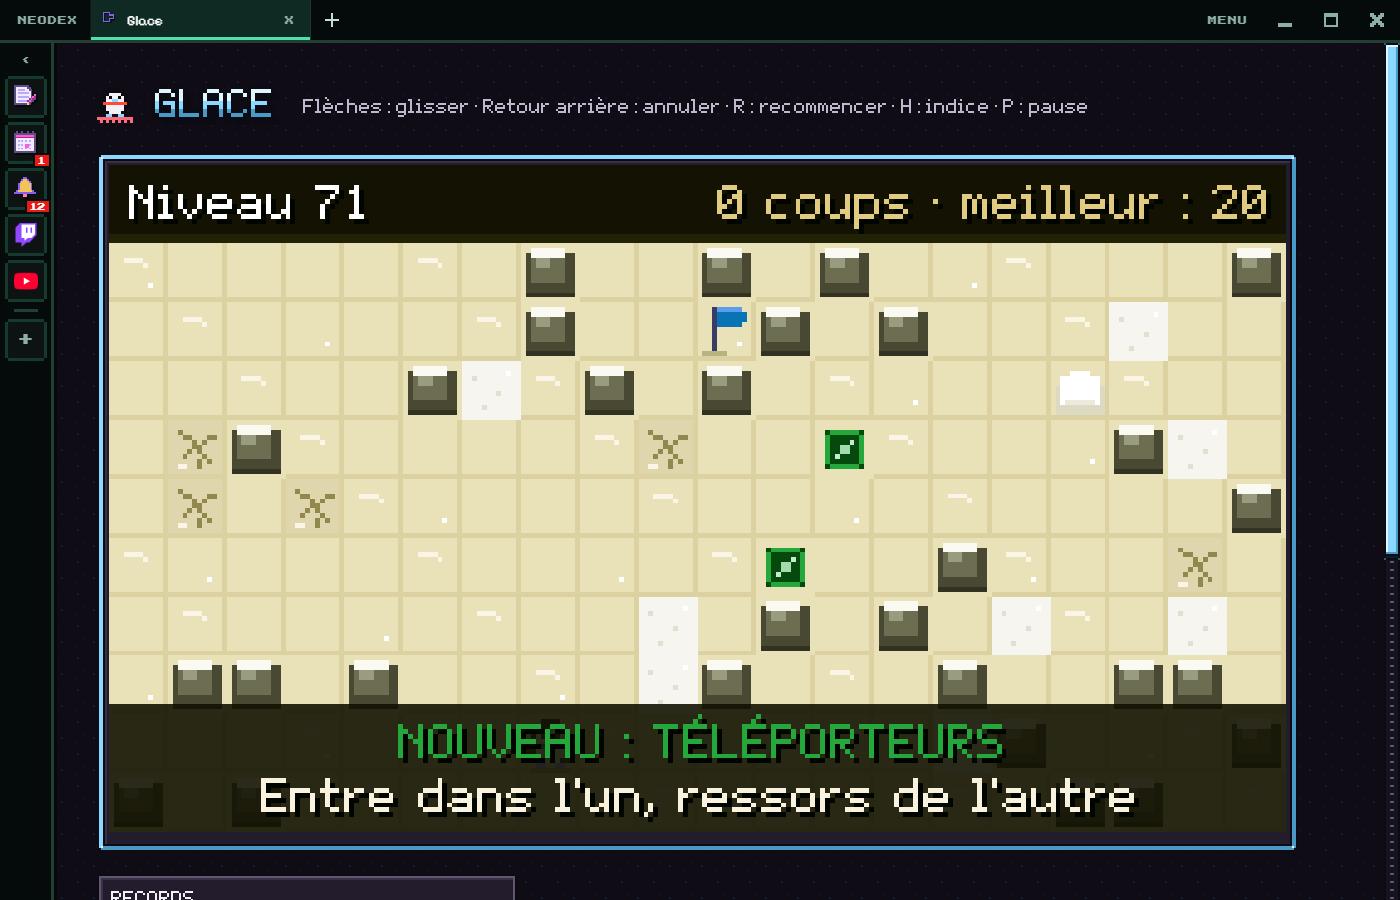 NEODEX
Glace
MENU
GLACE
Flèches : glisser · Retour arrière : annuler · R : recommencer · H : indice · P : pause
1
12
Niveau 71
0 coups · meilleur : 20
NOUVEAU : TÉLÉPORTEURS
Entre dans l'un, ressors de l'autre
RECORDS